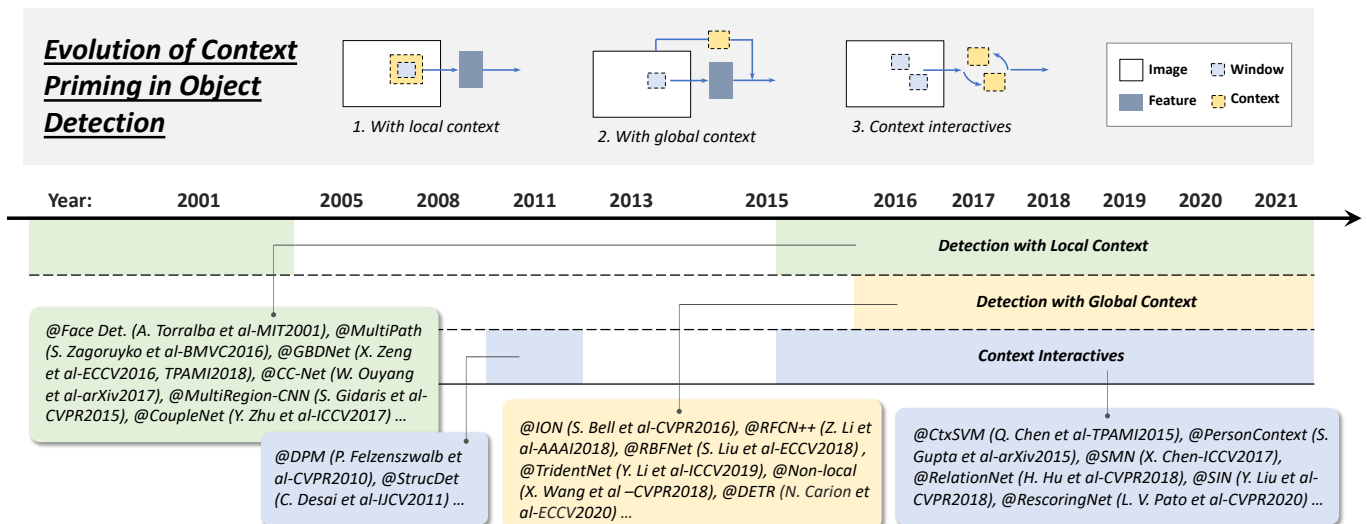 Evolution of Context
Priming in Object
Detection
1. With local context
2. With global context
3. Context interactives
Image
Window
Feature
Context
Year: 2001 2005 2008 2011 2013 2015 2016 2017 2018 2019 2020 2021
Detection with Local Context
Detection with Global Context
Context Interactives
@Face Det. (A. Torralba et al-MIT2001), @MultiPath
(S. Zagoruyko et al-BMVC2016), @GBDNet (X. Zeng
et al-ECCV2016, TPAMI2018), @CC-Net (W. Ouyang
et al-arXiv2017), @MultiRegion-CNN (S. Gidaris et al-
CVPR2015), @CoupleNet (Y. Zhu et al-ICCV2017) ...
@DPM (P. Felzenszwalb et
al-CVPR2010), @StrucDet
(C. Desai et al-IJCV2011) ...
@ION (S. Bell et al-CVPR2016), @RFCN++ (Z. Li et
al-AAAI2018), @RBFNet (S. Liu et al-ECCV2018) ,
@TridentNet (Y. Li et al-ICCV2019), @Non-local
(X. Wang et al –CVPR2018), @DETR (N. Carion et
al-ECCV2020) ...
@CtxSVM (Q. Chen et al-TPAMI2015), @PersonContext (S.
Gupta et al-arXiv2015), @SMN (X. Chen-ICCV2017),
@RelationNet (H. Hu et al-CVPR2018), @SIN (Y. Liu et al-
CVPR2018), @RescoringNet (L. V. Pato et al-CVPR2020) ...